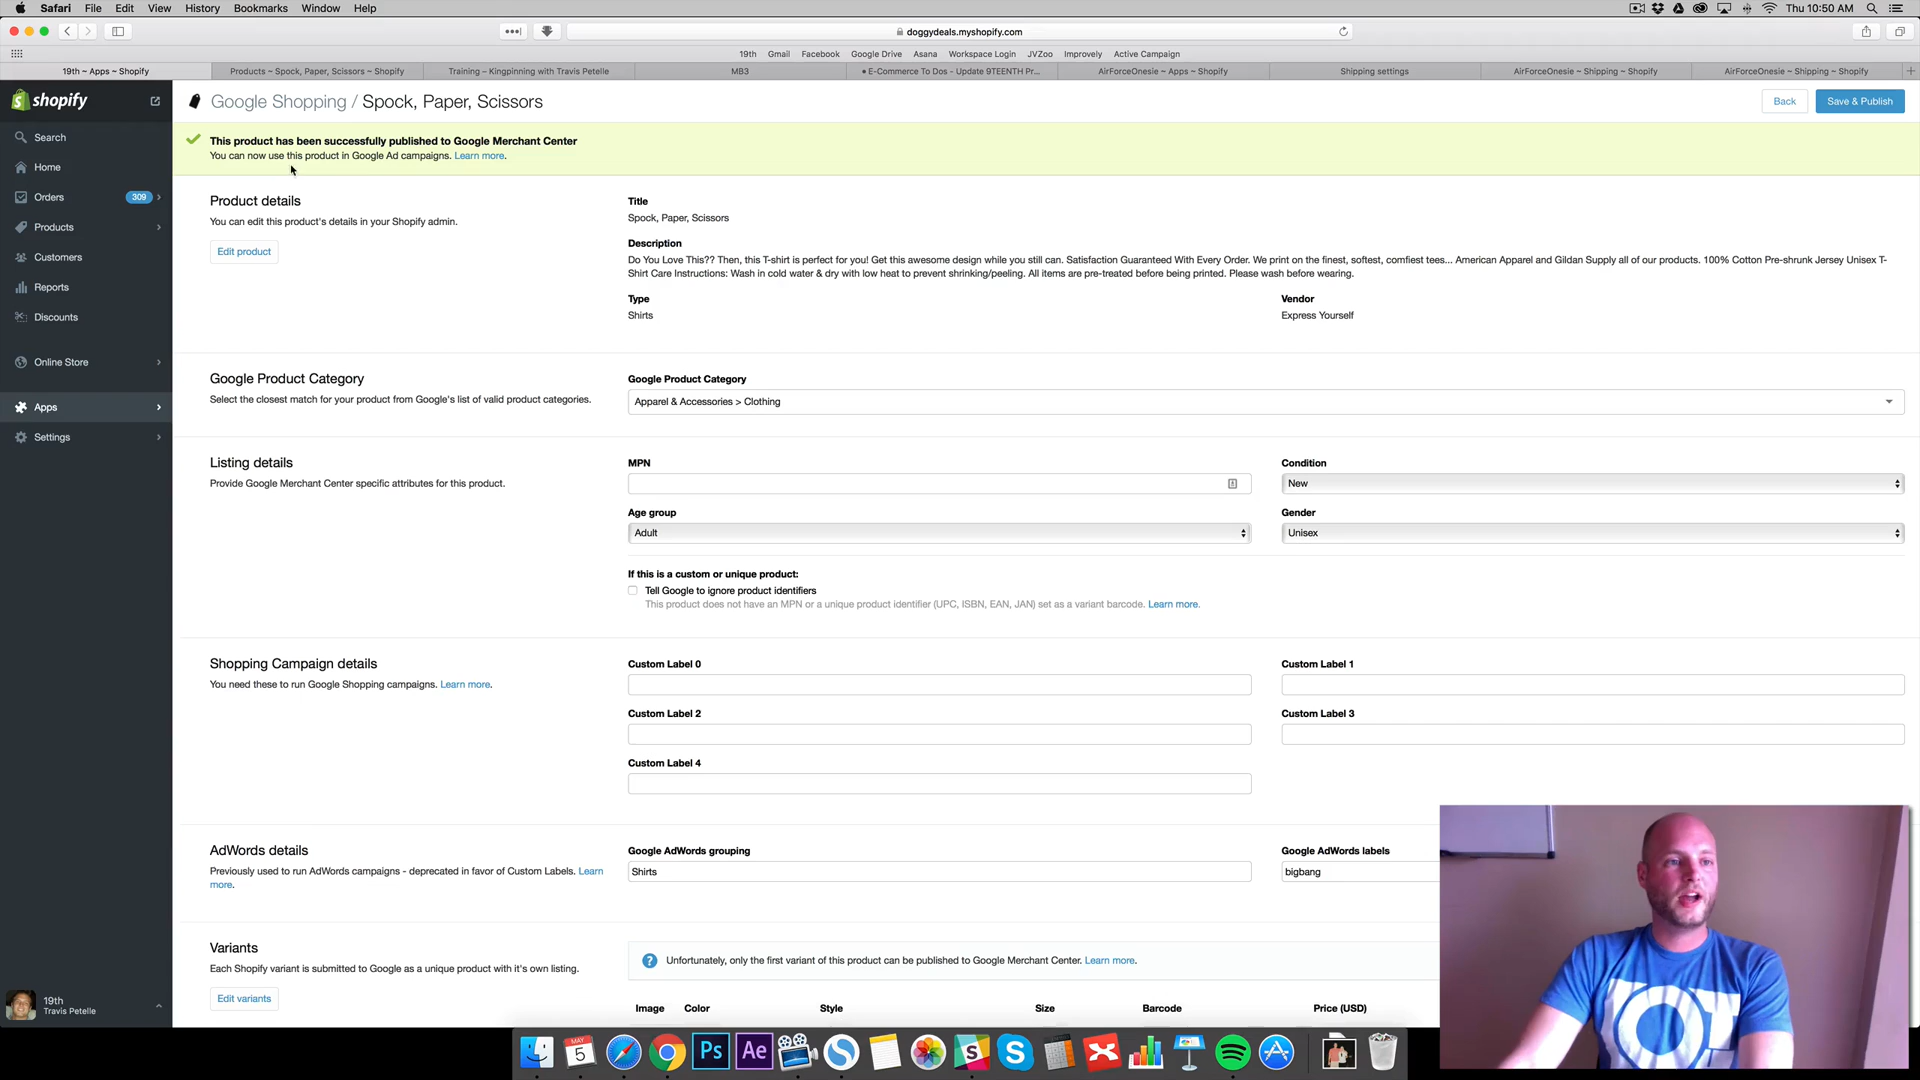 Safari File Edit View History Bookmarks Window Help Thu 10:50 AM
doggydeals.myshopify.com
19th Gmail Facebook Google Drive Asana Workspace Login JVZoo Improvely Active Campaign
19th ~ Apps ~ Shopify Products ~ Spock, Paper, Scissors ~ Shopify Training – Kingpinning with Travis Petelle MB3 • E-Commerce To Dos - Update 9TEENTH Pr... AirForceOnesie ~ Apps ~ Shopify Shipping settings AirForceOnesie ~ Shipping ~ Shopify AirForceOnesie ~ Shipping ~ Shopify
shopify
Google Shopping / Spock, Paper, Scissors
Back
Save & Publish
Search
Home
Orders 309
Products
Customers
Reports
Discounts
Online Store
Apps
Settings
19th
Travis Petelle
This product has been successfully published to Google Merchant Center
You can now use this product in Google Ad campaigns. Learn more.
Product details
You can edit this product's details in your Shopify admin.
Edit product
Title
Spock, Paper, Scissors
Description
Do You Love This?? Then, this T-shirt is perfect for you! Get this awesome design while you still can. Satisfaction Guaranteed With Every Order. We print on the finest, softest, comfiest tees... American Apparel and Gildan Supply all of our products. 100% Cotton Pre-shrunk Jersey Unisex T-
Shirt Care Instructions: Wash in cold water & dry with low heat to prevent shrinking/peeling. All items are pre-treated before being printed. Please wash before wearing.
Type Vendor
Shirts Express Yourself
Google Product Category
Select the closest match for your product from Google's list of valid product categories.
Google Product Category
Apparel & Accessories > Clothing
Listing details
Provide Google Merchant Center specific attributes for this product.
MPN Condition
New
Age group Gender
Adult Unisex
If this is a custom or unique product:
Tell Google to ignore product identifiers
This product does not have an MPN or a unique product identifier (UPC, ISBN, EAN, JAN) set as a variant barcode. Learn more.
Shopping Campaign details
You need these to run Google Shopping campaigns. Learn more.
Custom Label 0 Custom Label 1
Custom Label 2 Custom Label 3
Custom Label 4
AdWords details
Previously used to run AdWords campaigns - deprecated in favor of Custom Labels. Learn
more.
Google AdWords grouping Google AdWords labels
Shirts bigbang
Variants
Each Shopify variant is submitted to Google as a unique product with it's own listing.
Edit variants
Unfortunately, only the first variant of this product can be published to Google Merchant Center. Learn more.
Image Color Style Size Barcode Price (USD)
MAY
5
Ps
Ae